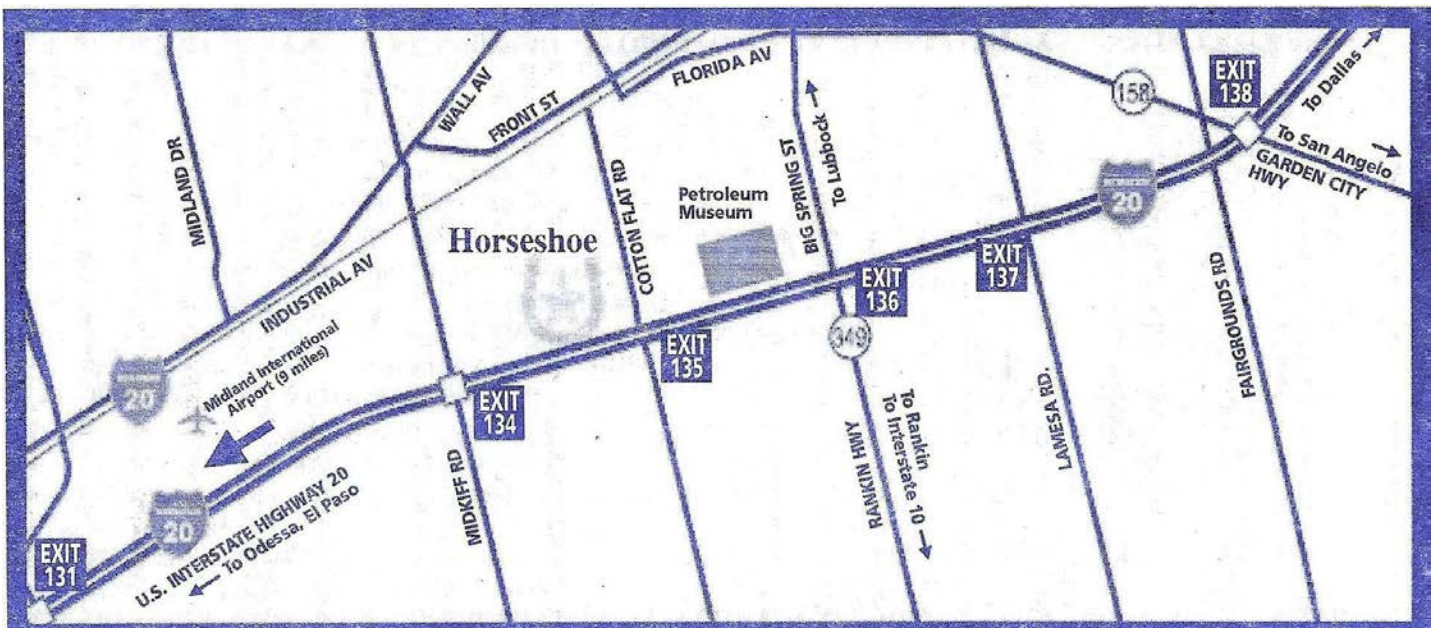 MIDLAND DR
WALL AV
FRONT ST
FLORIDA AV
BIG SPRING ST
To Lubbock
158
EXIT
138
To Dallas
To San Angelo
GARDEN CITY
HWY
INDUSTRIAL AV
Horseshoe
COTTON FLAT RD
Petroleum
Museum
20
EXIT
137
EXIT
136
349
EXIT
135
EXIT
134
20
Midland International
Airport (9 miles)
20
EXIT
131
U.S. INTERSTATE HIGHWAY 20
To Odessa, El Paso
MIDKIFF RD
RANKIN HWY
To Rankin
To Interstate 10
LAMESA RD.
FAIRGROUNDS RD